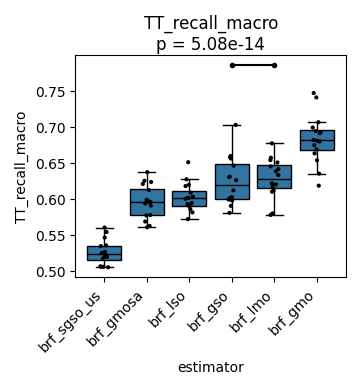 TT_recall_macro
p = 5.08e-14
TT_recall_macro
0.75
0.70
0.65
0.60
0.55
0.50
brf_sgso_us
brf_gmosa
brf_lso
brf_gso
brf_lmo
brf_gmo
estimator